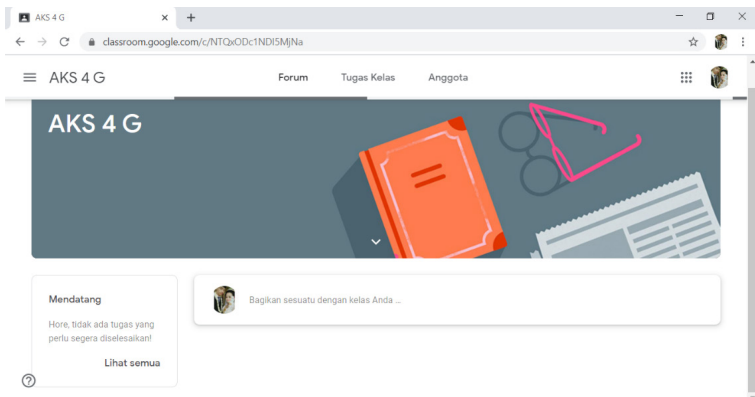 AKS 4 G
classroom.google.com/c/NTQxODc1NDI5MjNa
AKS 4 G
Forum Tugas Kelas Anggota
AKS 4 G
Mendatang
Hore, tidak ada tugas yang
perlu segera diselesaikan!
Lihat semua
Bagikan sesuatu dengan kelas Anda ...